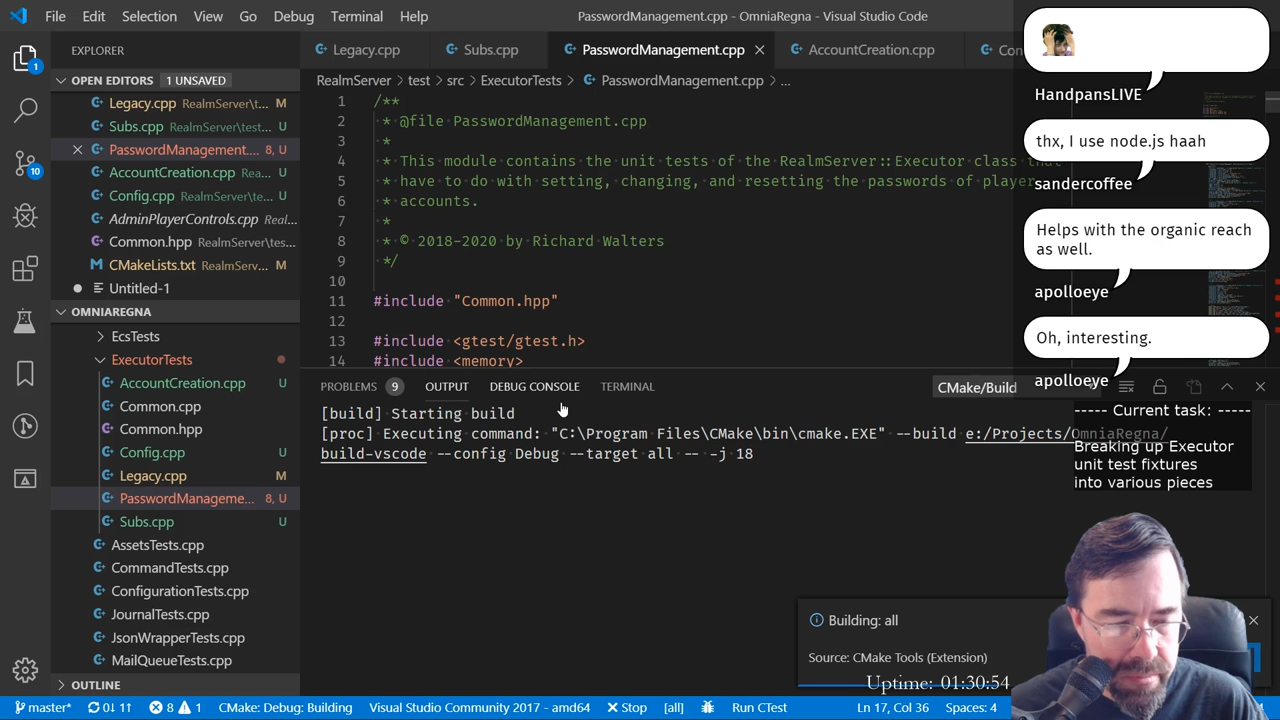 File Edit Selection View Go Debug Terminal Help
PasswordManagement.cpp - OmniaRegna - Visual Studio Code
EXPLORER
OPEN EDITORS 1 UNSAVED
Legacy.cpp RealmServer\t... M
Subs.cpp RealmServer\test... U
PasswordManagement.... 8, U
AccountCreation.cpp Rea... U
Config.cpp RealmServer\te... U
AdminPlayerControls.cpp Real...
Common.hpp RealmServer\test...
CMakeLists.txt RealmServ... M
Untitled-1
OMNIAREGNA
EcsTests
ExecutorTests
AccountCreation.cpp U
Common.cpp
Common.hpp
Config.cpp U
Legacy.cpp M
PasswordManageme... 8, U
Subs.cpp U
AssetsTests.cpp
CommandTests.cpp
ConfigurationTests.cpp
JournalTests.cpp
JsonWrapperTests.cpp
MailQueueTests.cpp
OUTLINE
1
10
Legacy.cpp Subs.cpp PasswordManagement.cpp AccountCreation.cpp Con
RealmServer > test > src > ExecutorTests > PasswordManagement.cpp > ...
1 /**
2 * @file PasswordManagement.cpp
3 *
4 * This module contains the unit tests of the RealmServer::Executor class that
5 * have to do with setting, changing, and resetting the passwords of player
6 * accounts.
7 *
8 * © 2018-2020 by Richard Walters
9 */
10
11 #include "Common.hpp"
12
13 #include <gtest/gtest.h>
14 #include <memory>
PROBLEMS 9 OUTPUT DEBUG CONSOLE TERMINAL CMake/Build
[build] Starting build
[proc] Executing command: "C:\Program Files\CMake\bin\cmake.EXE" --build e:/Projects/OmniaRegna/
build-vscode --config Debug --target all -- -j 18
HandpansLIVE
thx, I use node.js haah
sandercoffee
Helps with the organic reach
as well.
apolloeye
Oh, interesting.
apolloeye
----- Current task: -----
Breaking up Executor
unit test fixtures
into various pieces
Building: all
Source: CMake Tools (Extension)
Uptime: 01:30:54
master* 0↓ 1↑ 8 1 CMake: Debug: Building Visual Studio Community 2017 - amd64 Stop [all] Run CTest Ln 17, Col 36 Spaces: 4